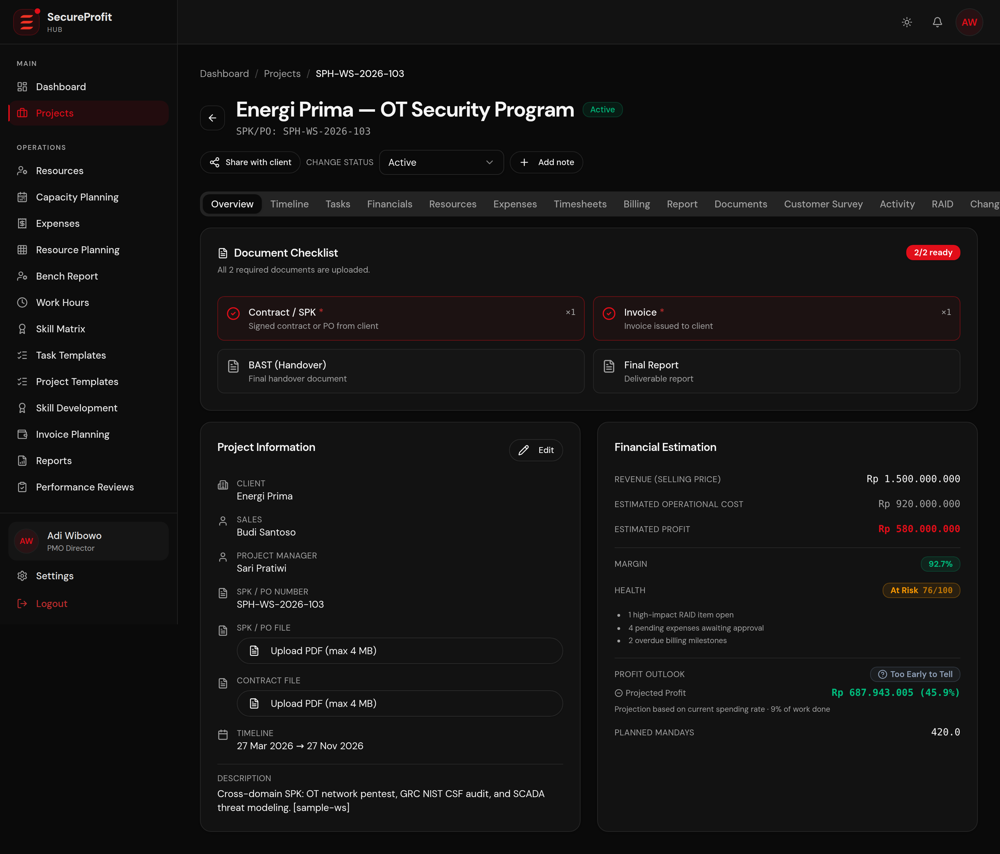 SecureProfit
HUB
AW
MAIN
Dashboard
Projects
OPERATIONS
Resources
Capacity Planning
Expenses
Resource Planning
Bench Report
Work Hours
Skill Matrix
Task Templates
Project Templates
Skill Development
Invoice Planning
Reports
Performance Reviews
AW
Adi Wibowo
PMO Director
Settings
Logout
Dashboard / Projects / SPH-WS-2026-103
Energi Prima — OT Security Program Active
SPK/PO: SPH-WS-2026-103
Share with client CHANGE STATUS Active Add note
Overview Timeline Tasks Financials Resources Expenses Timesheets Billing Report Documents Customer Survey Activity RAID Chang
Document Checklist 2/2 ready
All 2 required documents are uploaded.
Contract / SPK * ×1
Signed contract or PO from client
Invoice * ×1
Invoice issued to client
BAST (Handover)
Final handover document
Final Report
Deliverable report
Project Information Edit
CLIENT
Energi Prima
SALES
Budi Santoso
PROJECT MANAGER
Sari Pratiwi
SPK / PO NUMBER
SPH-WS-2026-103
SPK / PO FILE
Upload PDF (max 4 MB)
CONTRACT FILE
Upload PDF (max 4 MB)
TIMELINE
27 Mar 2026 → 27 Nov 2026
DESCRIPTION
Cross-domain SPK: OT network pentest, GRC NIST CSF audit, and SCADA
threat modeling. [sample-ws]
Financial Estimation
REVENUE (SELLING PRICE) Rp 1.500.000.000
ESTIMATED OPERATIONAL COST Rp 920.000.000
ESTIMATED PROFIT Rp 580.000.000
MARGIN 92.7%
HEALTH At Risk 76/100
• 1 high-impact RAID item open
• 4 pending expenses awaiting approval
• 2 overdue billing milestones
PROFIT OUTLOOK Too Early to Tell
Projected Profit Rp 687.943.005 (45.9%)
Projection based on current spending rate · 9% of work done
PLANNED MANDAYS 420.0